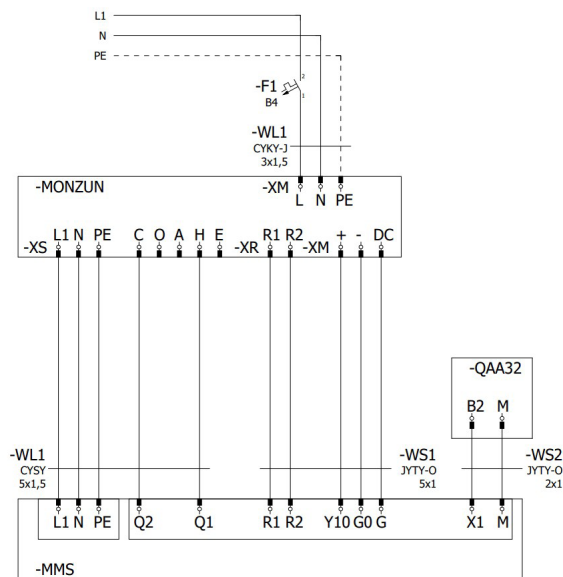 L1
N
PE
2
-F1
B4
1
-WL1
CYKY-J
3x1,5
-MONZUN
-XM
L N PE
L1 N PE C O A H E R1 R2 + - DC
-XS -XR -XM
-QAA32
B2 M
-WL1
CYSY
5x1,5
-WS1
JYTY-O
5x1
-WS2
JYTY-O
2x1
L1 N PE Q2 Q1 R1 R2 Y10 G0 G X1 M
-MMS